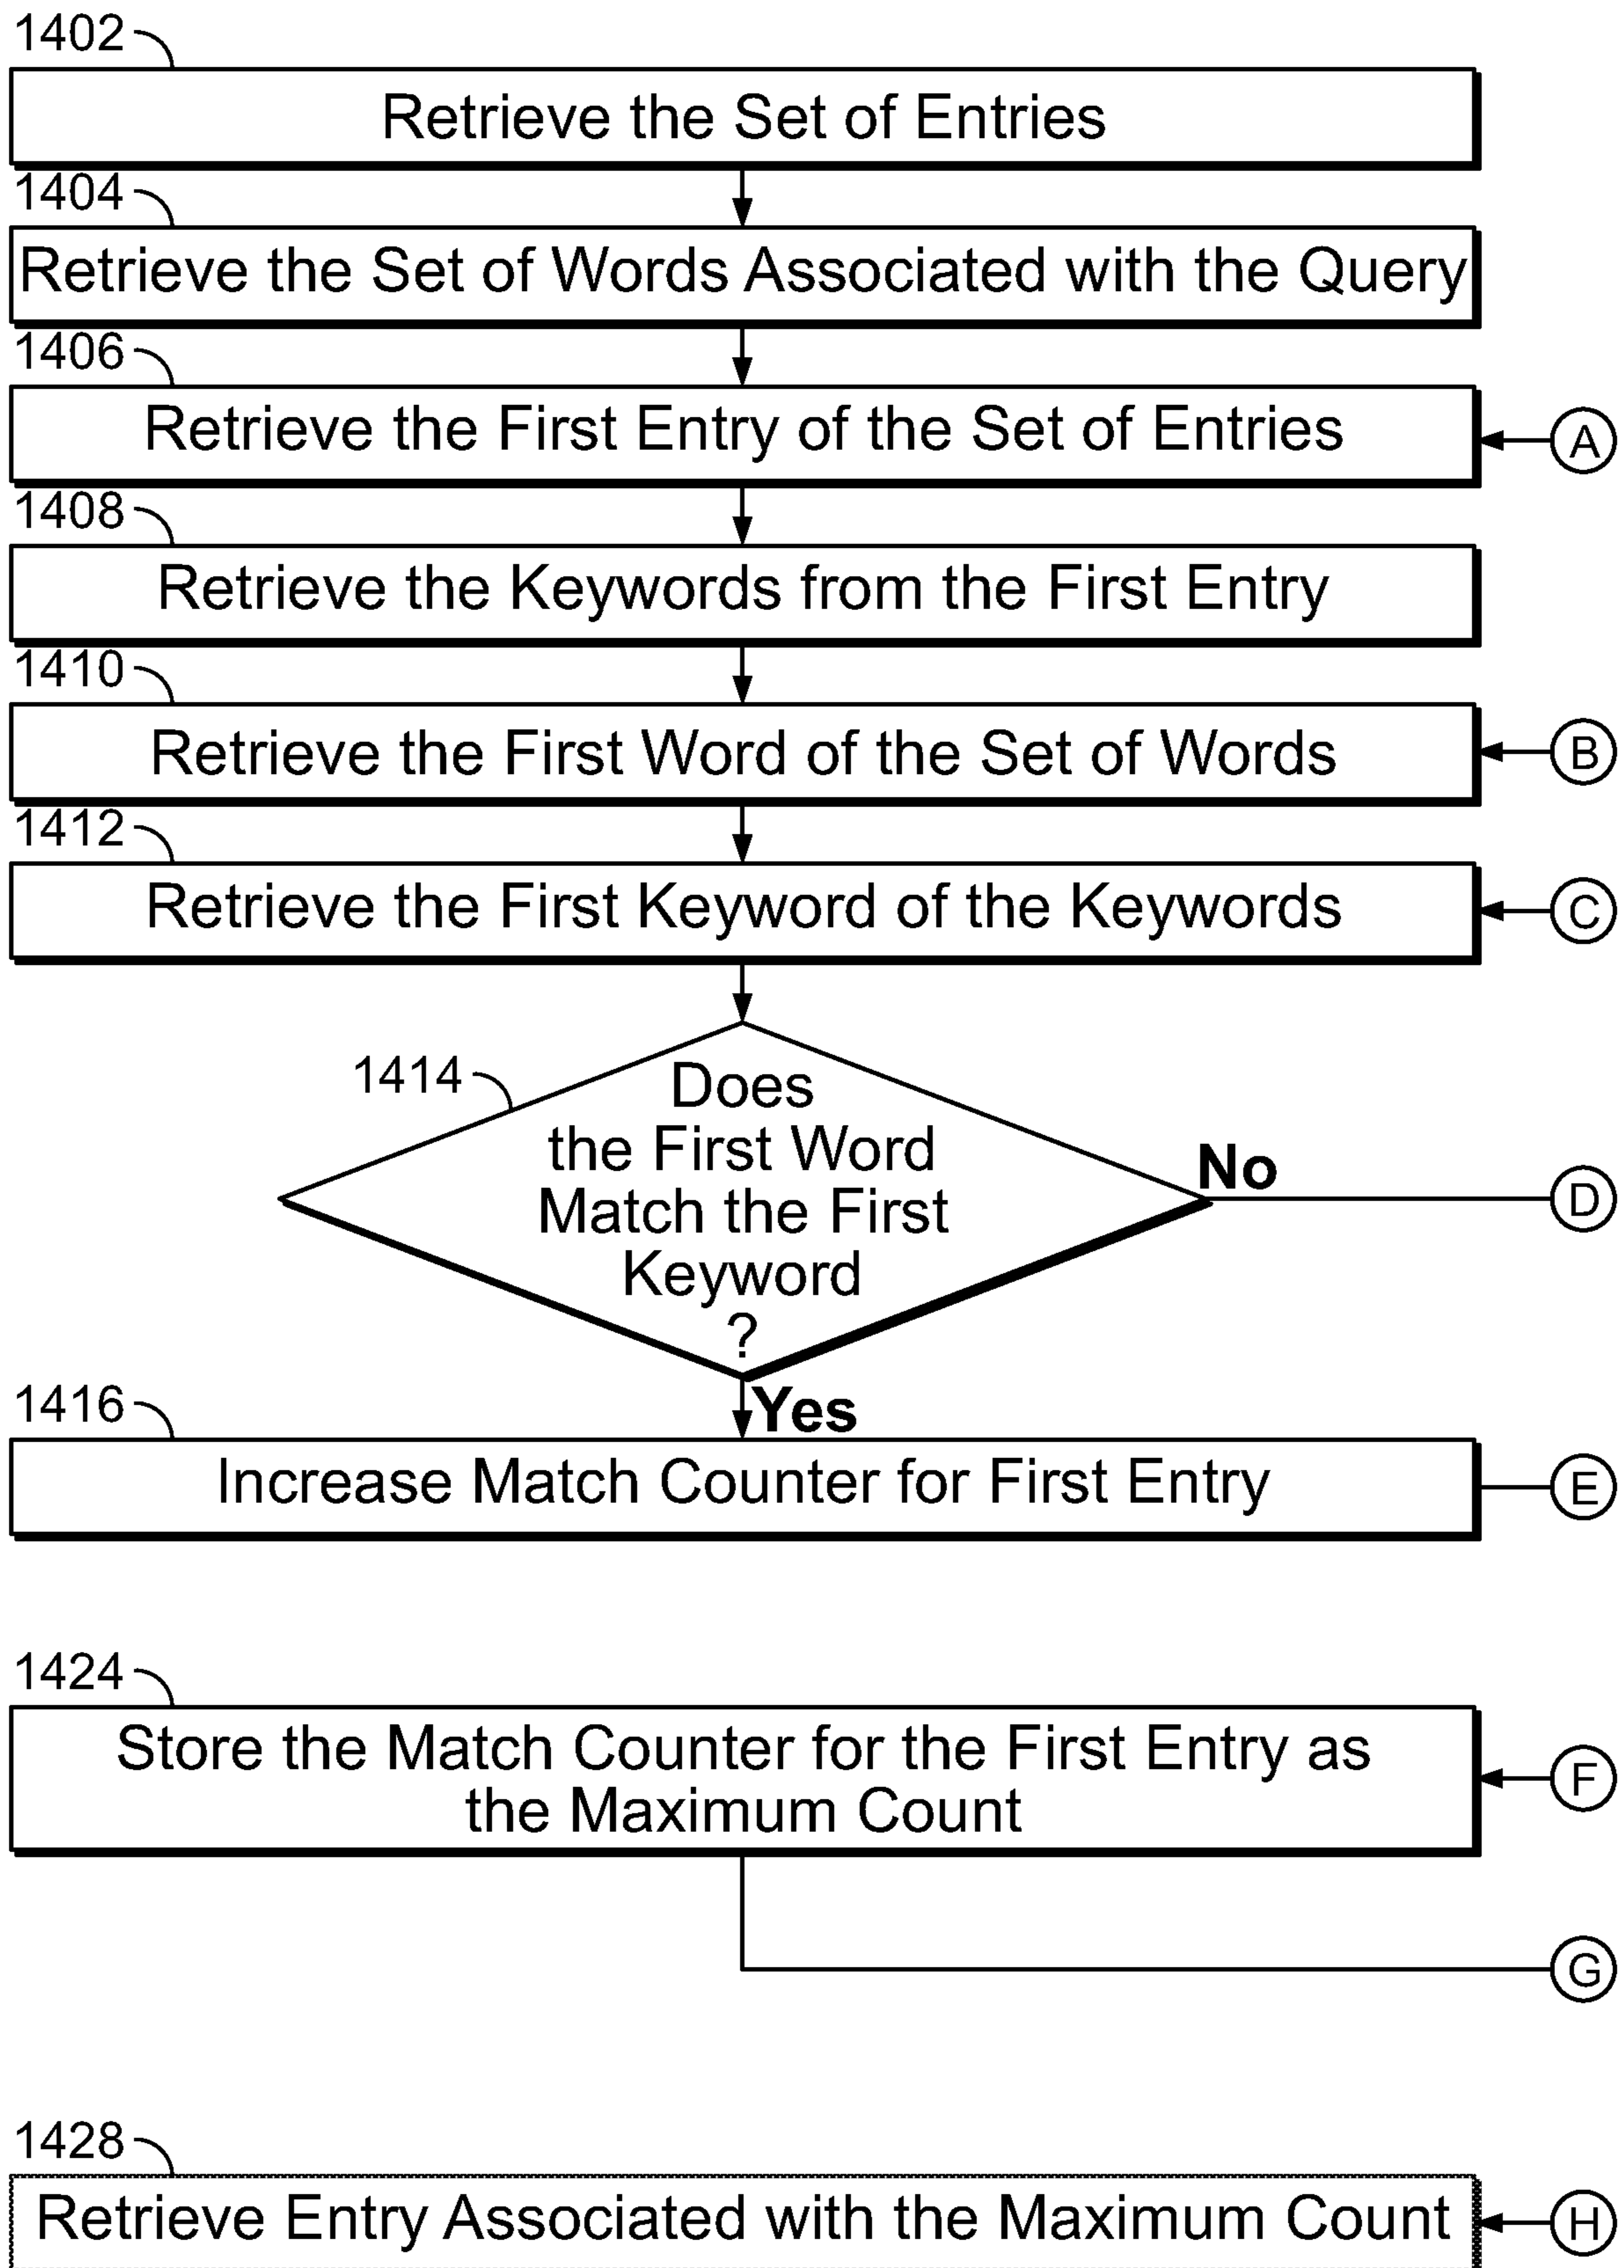 1402
Retrieve the Set of Entries
1404
Retrieve the Set of Words Associated with the Query
1406
Retrieve the First Entry of the Set of Entries
A
1408
Retrieve the Keywords from the First Entry
1410
Retrieve the First Word of the Set of Words
B
1412
Retrieve the First Keyword of the Keywords
C
1414
Does
the First Word
Match the First
Keyword
?
No
D
Yes
1416
Increase Match Counter for First Entry
E
1424
Store the Match Counter for the First Entry as
the Maximum Count
F
G
1428
Retrieve Entry Associated with the Maximum Count
H